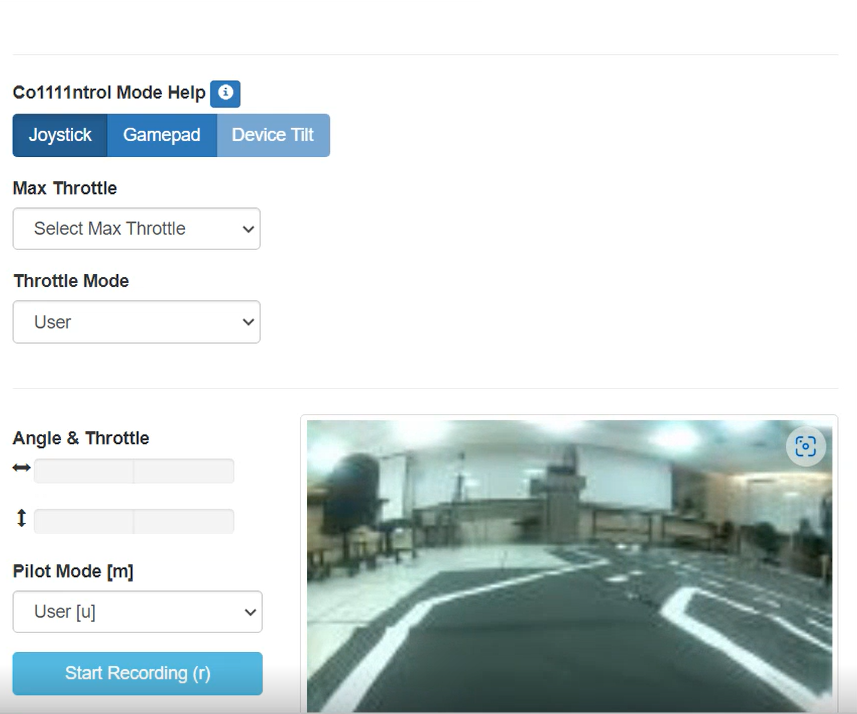 Co1111ntrol Mode Help
Joystick Gamepad Device Tilt
Max Throttle
Select Max Throttle
Throttle Mode
User
Angle & Throttle
Pilot Mode [m]
User [u]
Start Recording (r)